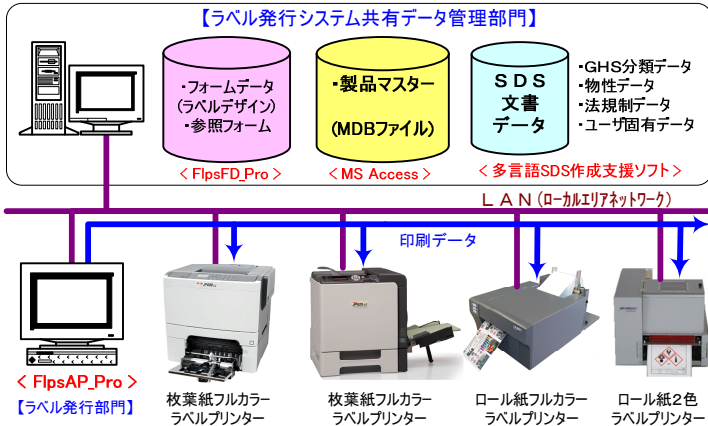 【ラベル発行システム共有データ管理部門】
・フォームデータ
(ラベルデザイン)
・参照フォーム
・製品マスター
(MDBファイル)
ＳＤＳ
文書
データ
・GHS分類データ
・物性データ
・法規制データ
・ユーザ固有データ
＜FlpsFD_Pro＞
＜MS Access＞
＜多言語SDS作成支援ソフト＞
ＬＡＮ(ローカルエリアネットワーク)
印刷データ
＜FlpsAP_Pro＞
【ラベル発行部門】
枚葉紙フルカラー
ラベルプリンター
枚葉紙フルカラー
ラベルプリンター
ロール紙フルカラー
ラベルプリンター
ロール紙２色
ラベルプリンター